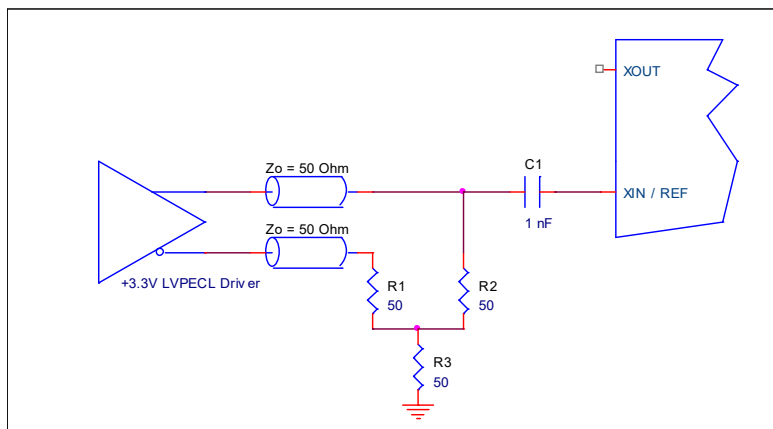 XOUT
Zo = 50 Ohm
C1
XIN / REF
1 nF
Zo = 50 Ohm
+3.3V LVPECL Driver
R1
50
R2
50
R3
50